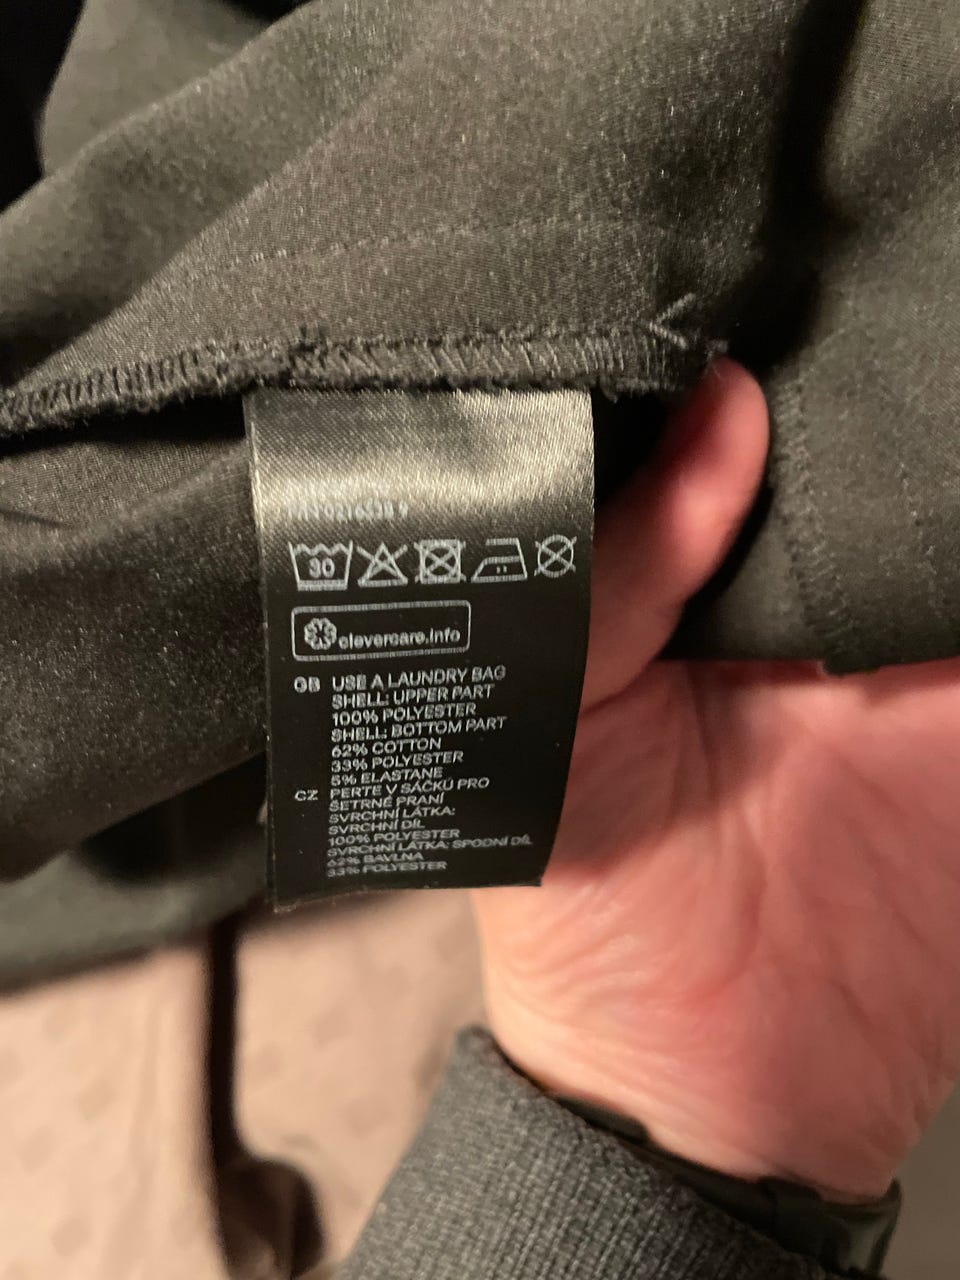 30
clevercare.info
GB USE A LAUNDRY BAG
SHELL: UPPER PART
100% POLYESTER
SHELL: BOTTOM PART
62% COTTON
33% POLYESTER
5% ELASTANE
CZ PERTE V SÁČKU PRO
ŠETRNÉ PRANÍ
SVRCHNÍ LÁTKA:
SVRCHNÍ DÍL
100% POLYESTER
SVRCHNÍ LÁTKA: SPODNÍ DÍL
62% BAVLNA
33% POLYESTER